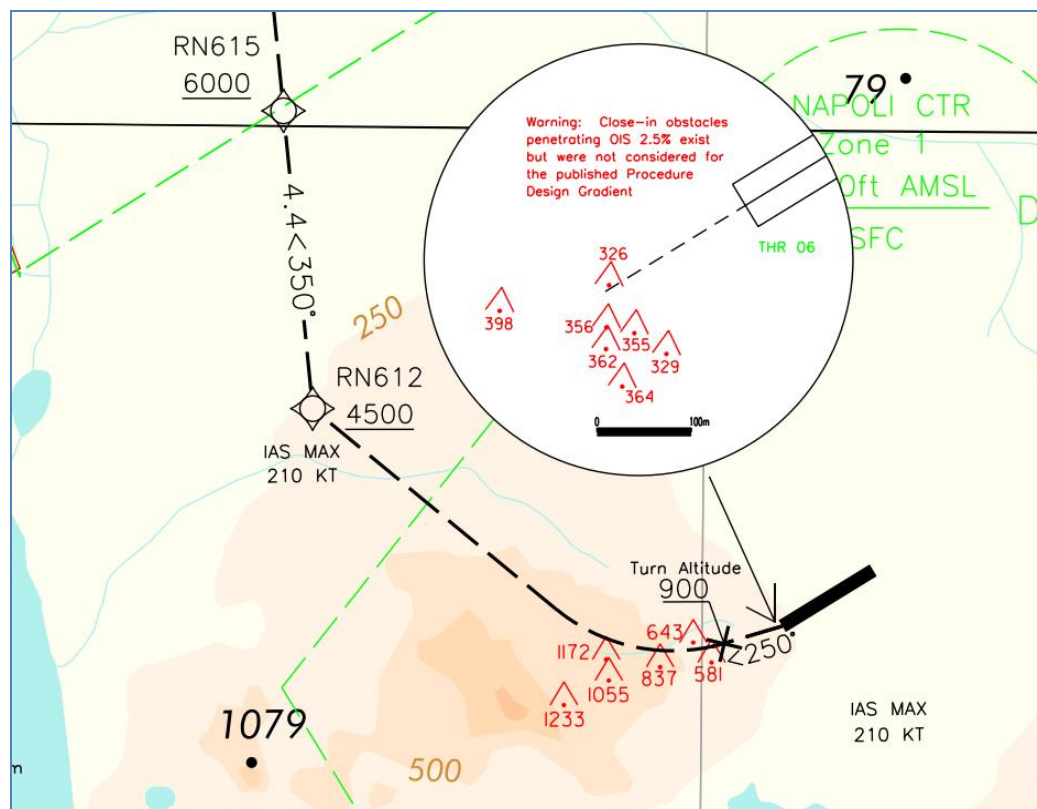 RN615
6000
79
NAPOLI CTR
Zone 1
0ft AMSL
D
SFC
Warning: Close-in obstacles
penetrating OIS 2.5% exist
but were not considered for
the published Procedure
Design Gradient
THR 06
326
398
356
355
362
329
364
0 100m
4.4<350°
250
RN612
4500
IAS MAX
210 KT
Turn Altitude
900
643
<250°
1172
837
581
1055
1233
1079
IAS MAX
210 KT
500
m